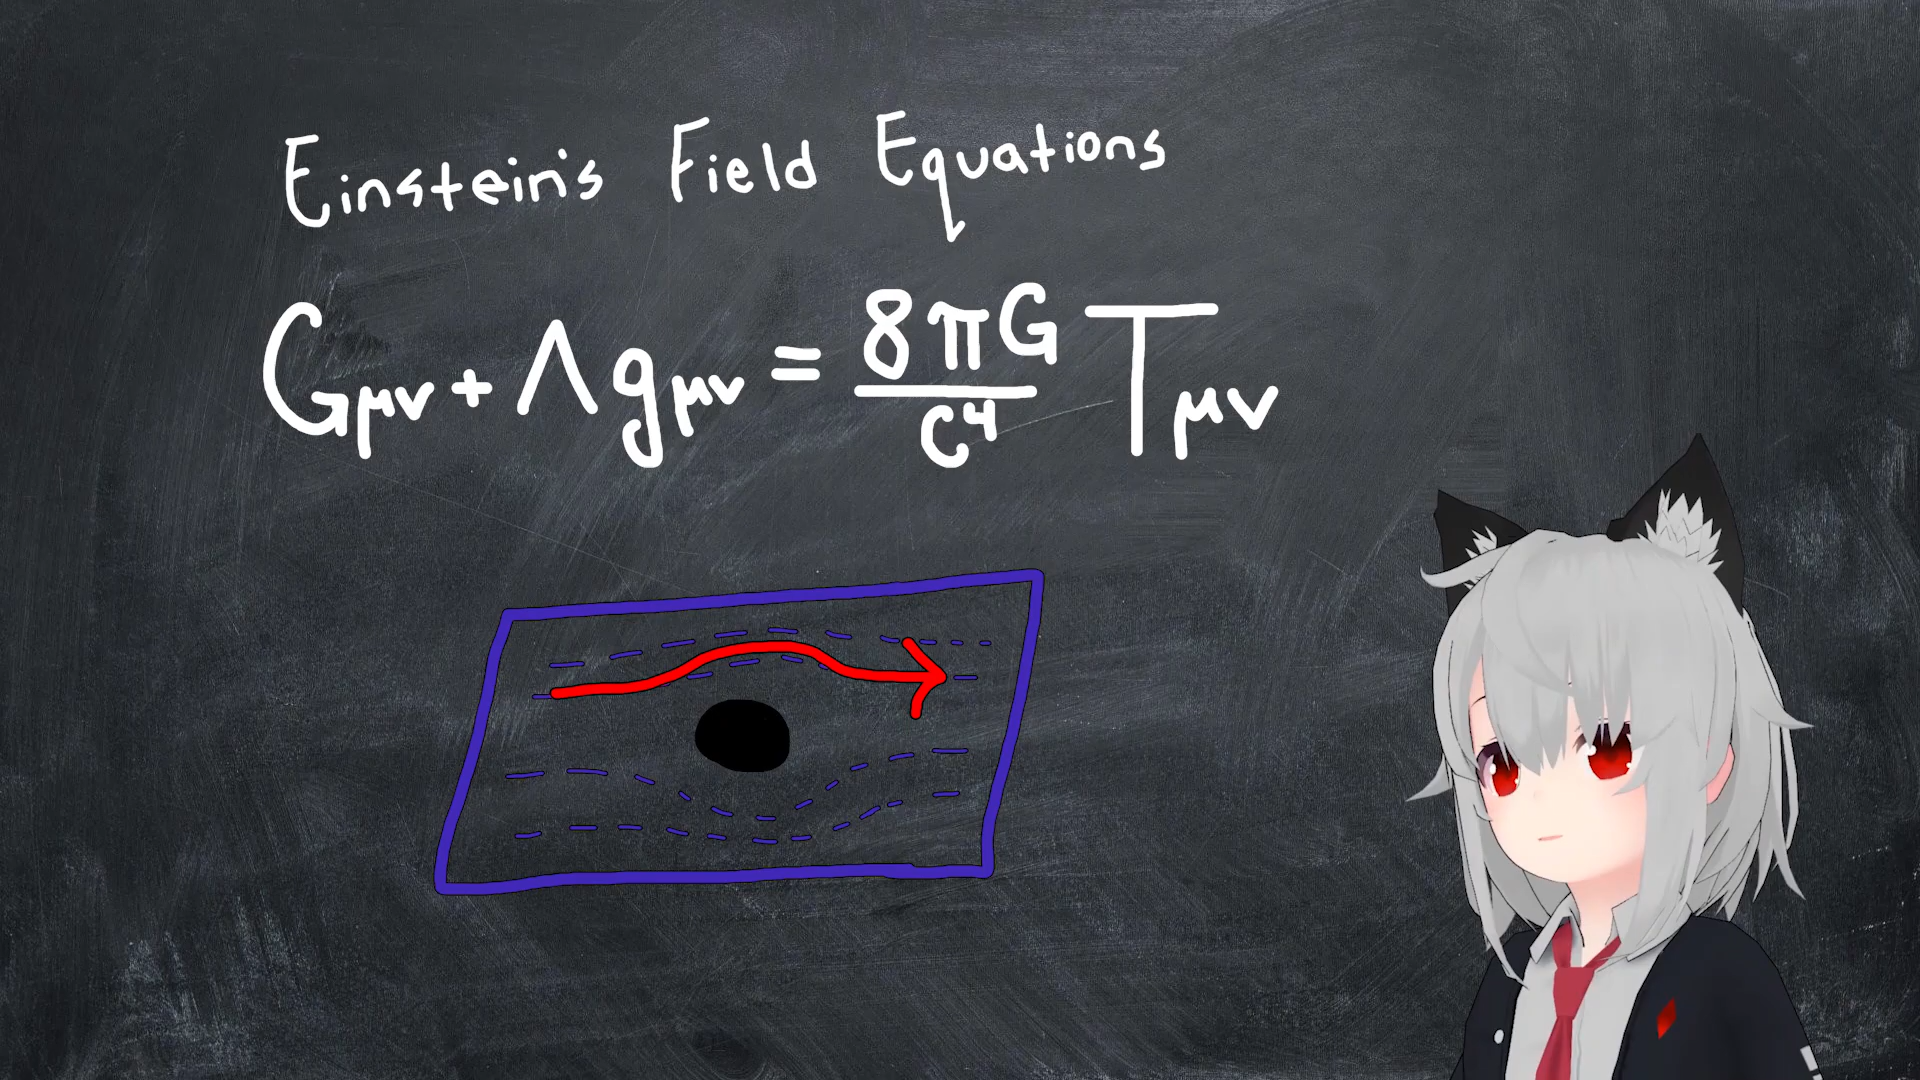 Einstein's Field Equations
Gμν + Λgμν = 8πG/c⁴ Tμν